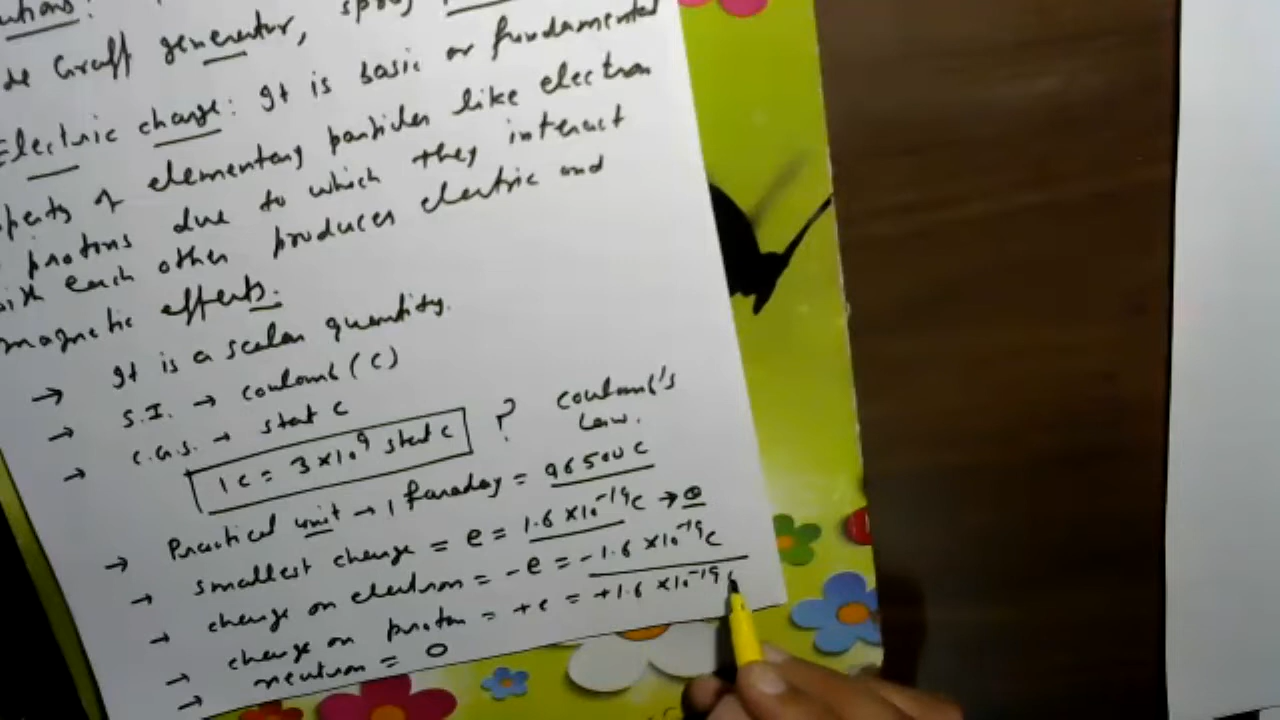 utions:
de Graff generator, spray
Electric charge: It is basic or fundamental
perty of elementary particles like electron
protons due to which they interact
with each other produces electric and
magnetic effects.
→ It is a scalar quantity.
→ S.I. → coulomb (C)
→ C.G.S. → stat C
1 C = 3 × 10⁹ stat C ? Coulomb's
Law.
→ Practical unit → 1 Faraday = 96500 C
→ smallest charge = e = 1.6 × 10⁻¹⁹ C →
→ charge on electron = -e = -1.6 × 10⁻¹⁹ C
→ charge on proton = +e = +1.6 × 10⁻¹⁹
→ neutron = 0